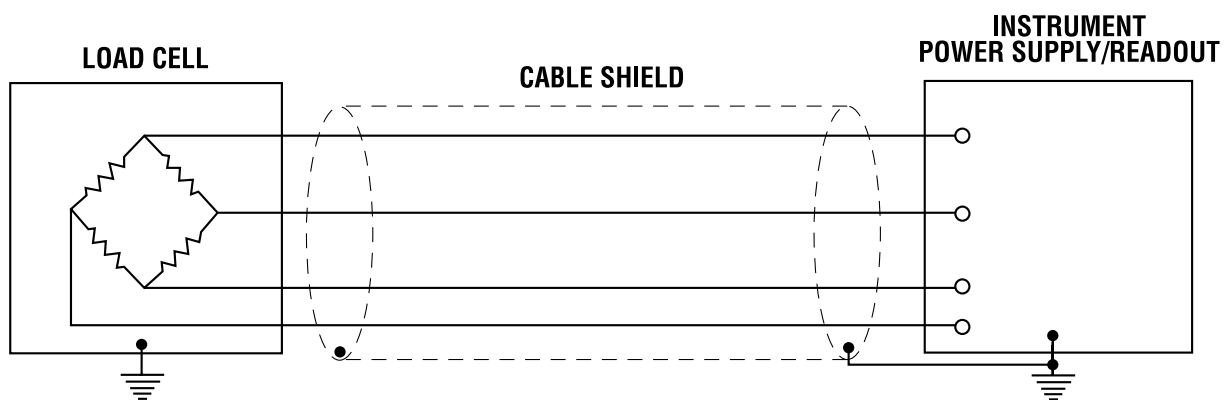 LOAD CELL
CABLE SHIELD
INSTRUMENT
POWER SUPPLY/READOUT